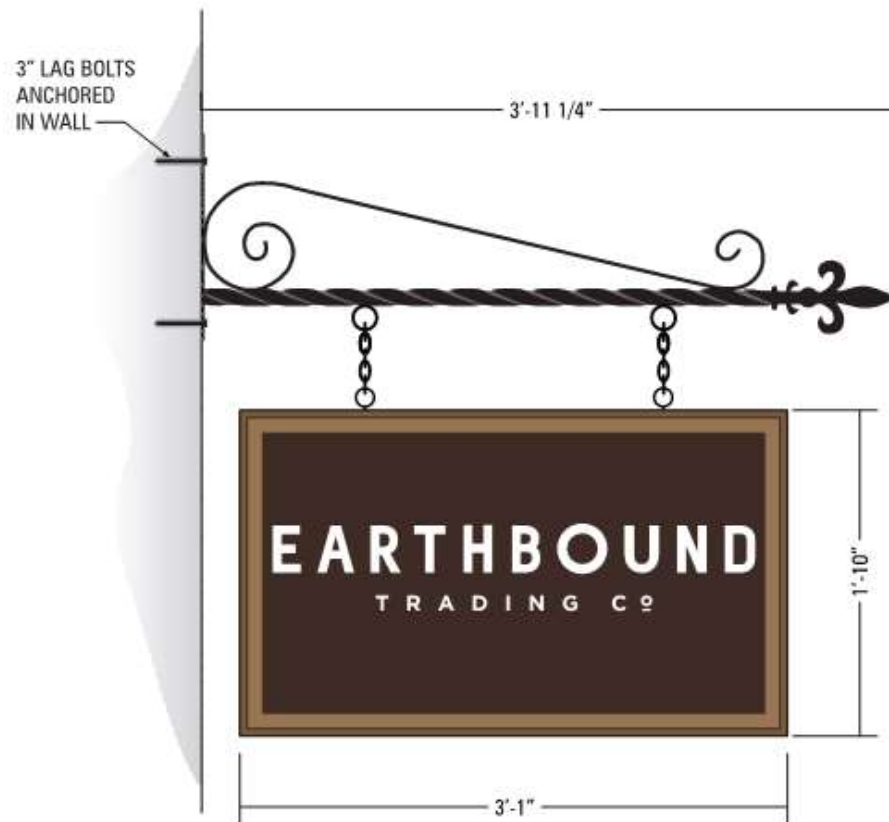 3" LAG BOLTS
ANCHORED
IN WALL
3'-11 1/4"
EARTHBOUND
TRADING Cº
1'-10"
3'-1"